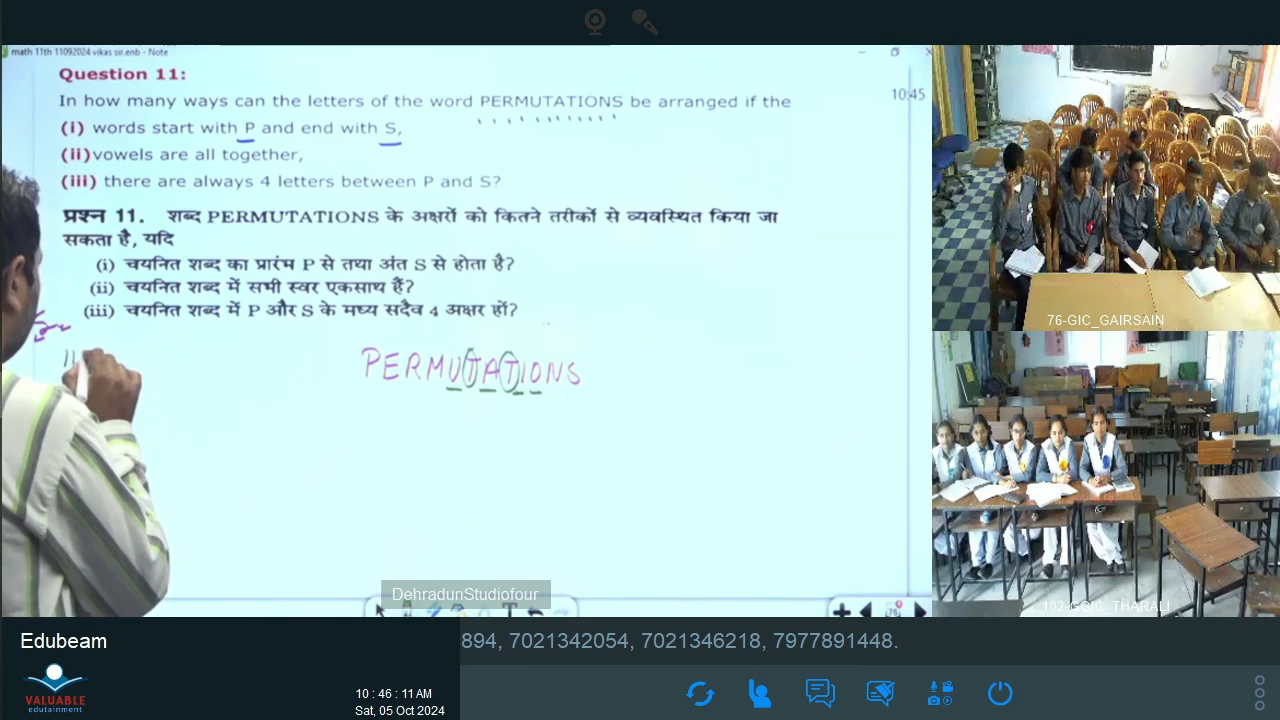 math 11th 11092024 vikas sir.enb - Note
Question 11:
In how many ways can the letters of the word PERMUTATIONS be arranged if the
10:45
(i) words start with P and end with S,
(ii)vowels are all together,
(iii) there are always 4 letters between P and S?
प्रश्न 11. शब्द PERMUTATIONS के अक्षरों को कितने तरीकों से व्यवस्थित किया जा
सकता है, यदि
(i) चयनित शब्द का प्रारंभ P से तथा अंत S से होता है?
(ii) चयनित शब्द में सभी स्वर एकसाथ हैं?
(iii) चयनित शब्द में P और S के मध्य सदैव 4 अक्षर हों?
PERMUTATIONS
76-GIC_GAIRSAIN
DehradunStudiofour
102-GGIC_THARALI
Edubeam
894, 7021342054, 7021346218, 7977891448.
VALUABLE
edutainment
10 : 46 : 11 AM
Sat, 05 Oct 2024